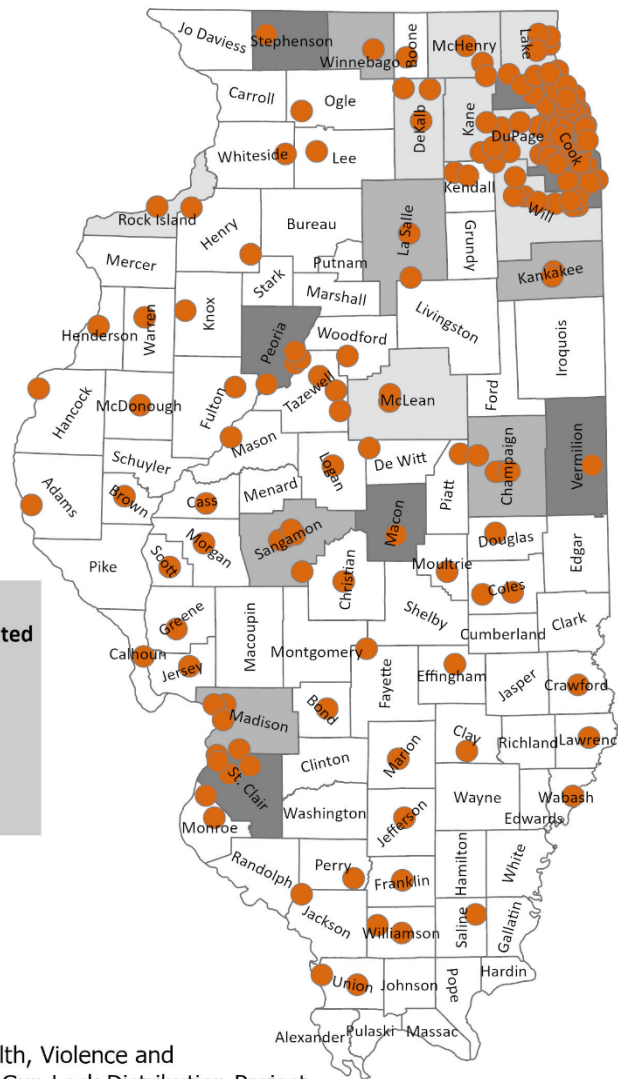 Jo Daviess
Stephenson
Winnebago
Boone
McHenry
Lake
Carroll
Ogle
DeKalb
Kane
DuPage
Cook
Whiteside
Lee
Kendall
Will
Rock Island
Henry
Bureau
La Salle
Grundy
Mercer
Putnam
Kankakee
Stark
Marshall
Knox
Henderson
Warren
Peoria
Woodford
Livingston
Iroquois
Hancock
McDonough
Fulton
Tazewell
McLean
Ford
Mason
Schuyler
Logan
De Witt
Champaign
Vermilion
Menard
Piatt
Adams
Brown
Cass
Macon
Sangamon
Douglas
Morgan
Scott
Moultrie
Edgar
Pike
Christian
Coles
Greene
Macoupin
Shelby
Cumberland
Clark
ted
Calhoun
Jersey
Montgomery
Fayette
Effingham
Jasper
Crawford
Madison
Bond
Clay
Richland
Lawrenc
Marion
Clinton
St. Clair
Wayne
Wabash
Edwards
Washington
Jefferson
Monroe
Hamilton
White
Randolph
Perry
Franklin
Jackson
Williamson
Saline
Gallatin
Union
Johnson
Pope
Hardin
Alexander
Pulaski
Massac
lth, Violence and
Gun Lock Distribution Project